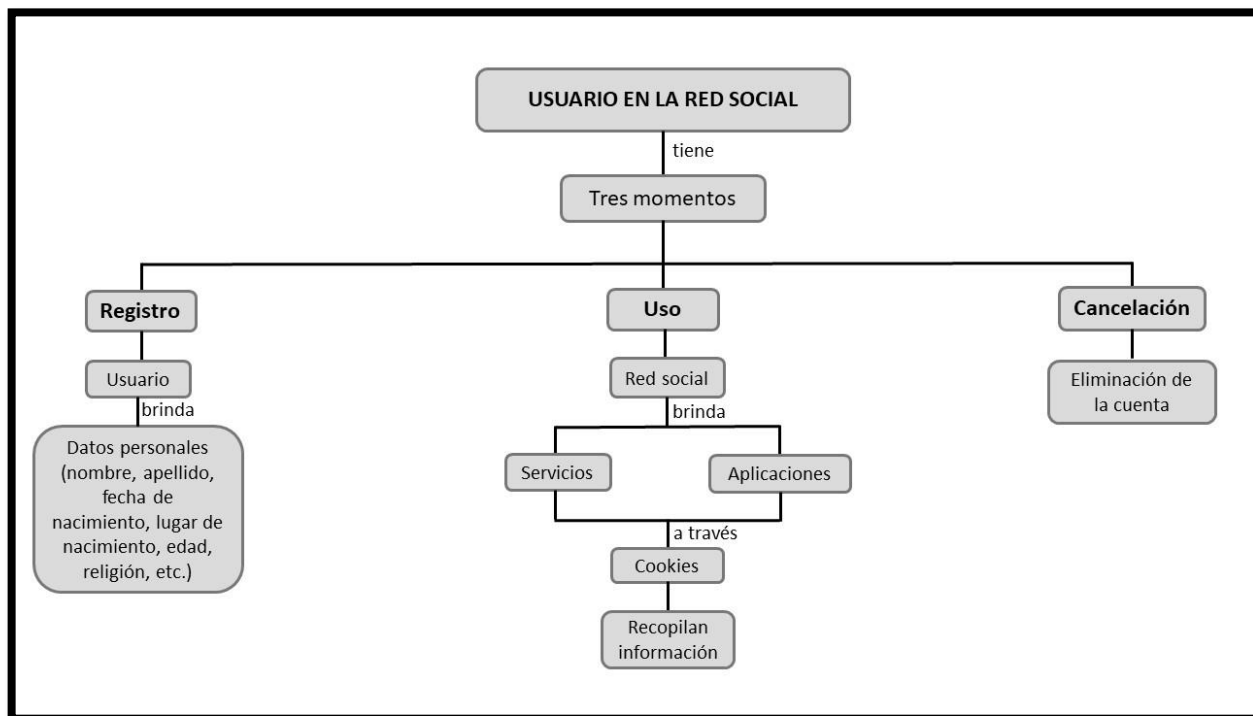 USUARIO EN LA RED SOCIAL
tiene
Tres momentos
Registro
Uso
Cancelación
Usuario
brinda
Datos personales
(nombre, apellido,
fecha de
nacimiento, lugar de
nacimiento, edad,
religión, etc.)
Red social
brinda
Servicios
Aplicaciones
a través
Cookies
Recopilan
información
Eliminación de
la cuenta